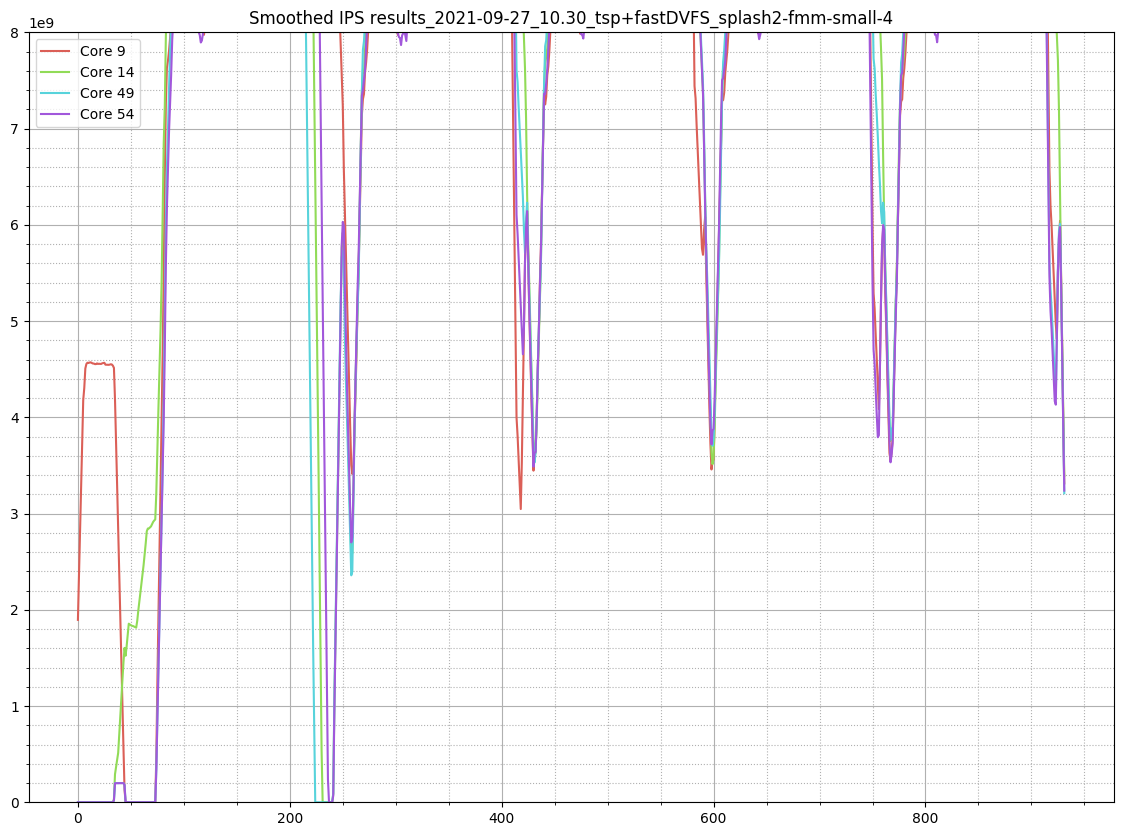 Smoothed IPS results_2021-09-27_10.30_tsp+fastDVFS_splash2-fmm-small-4
1e9
Core 9
Core 14
Core 49
Core 54
8
7
6
5
4
3
2
1
0
0 200 400 600 800